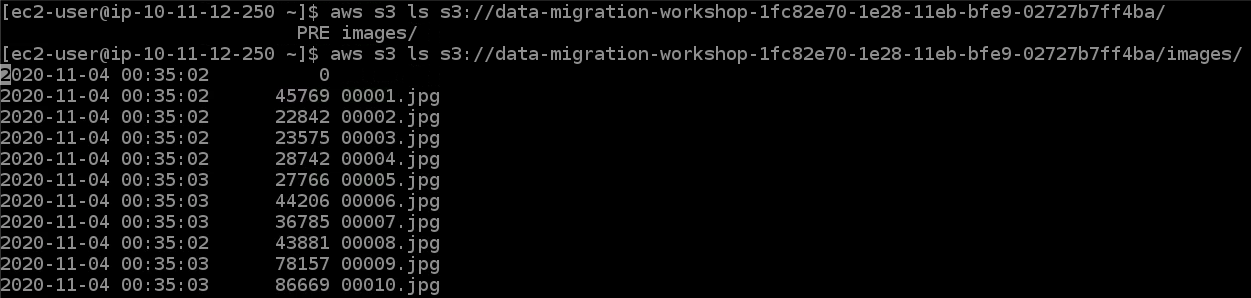 [ec2-user@ip-10-11-12-250 ~]$ aws s3 ls s3://data-migration-workshop-1fc82e70-1e28-11eb-bfe9-02727b7ff4ba/
                           PRE images/
[ec2-user@ip-10-11-12-250 ~]$ aws s3 ls s3://data-migration-workshop-1fc82e70-1e28-11eb-bfe9-02727b7ff4ba/images/
2020-11-04 00:35:02          0
2020-11-04 00:35:02      45769 00001.jpg
2020-11-04 00:35:02      22842 00002.jpg
2020-11-04 00:35:02      23575 00003.jpg
2020-11-04 00:35:02      28742 00004.jpg
2020-11-04 00:35:03      27766 00005.jpg
2020-11-04 00:35:03      44206 00006.jpg
2020-11-04 00:35:03      36785 00007.jpg
2020-11-04 00:35:02      43881 00008.jpg
2020-11-04 00:35:03      78157 00009.jpg
2020-11-04 00:35:03      86669 00010.jpg